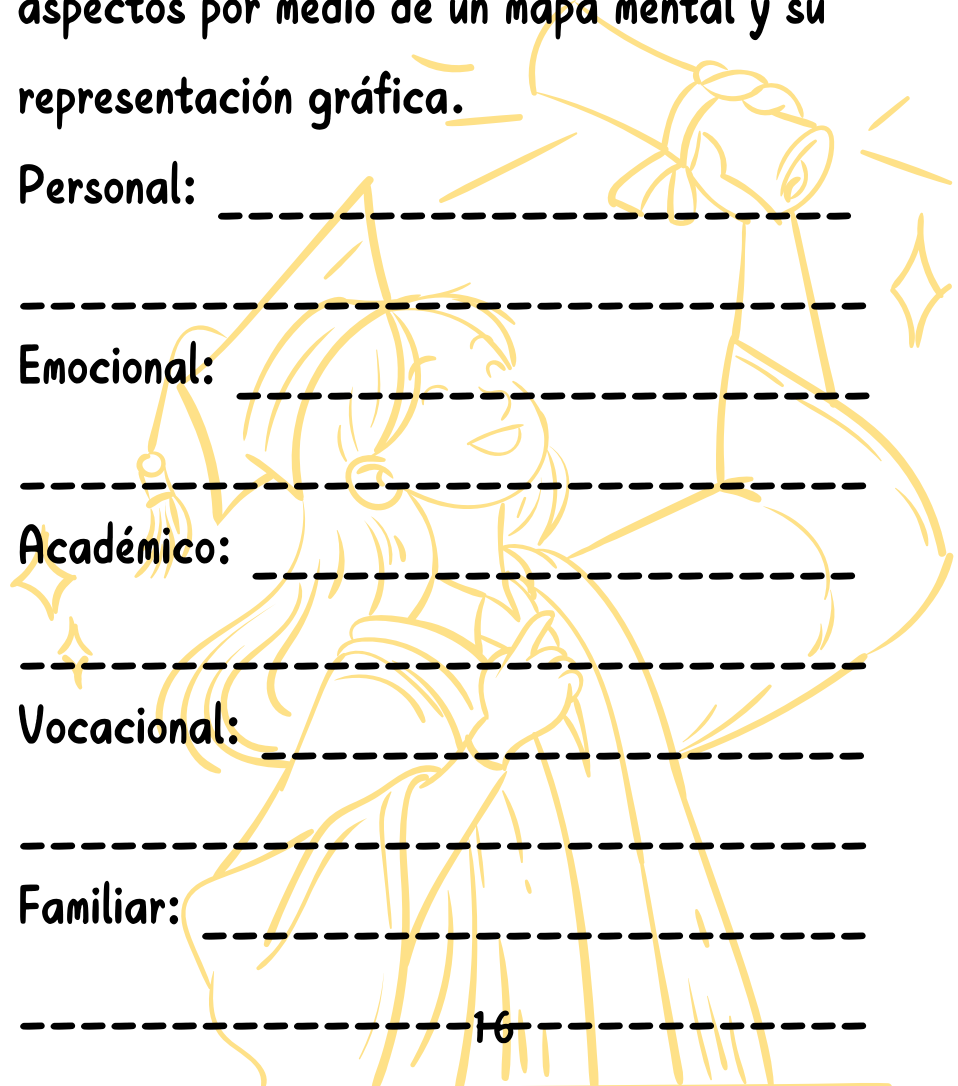 aspectos por medio de un mapa mental y su
representación gráfica.
Personal:
Emocional:
Académico:
Vocacional:
Familiar:
16